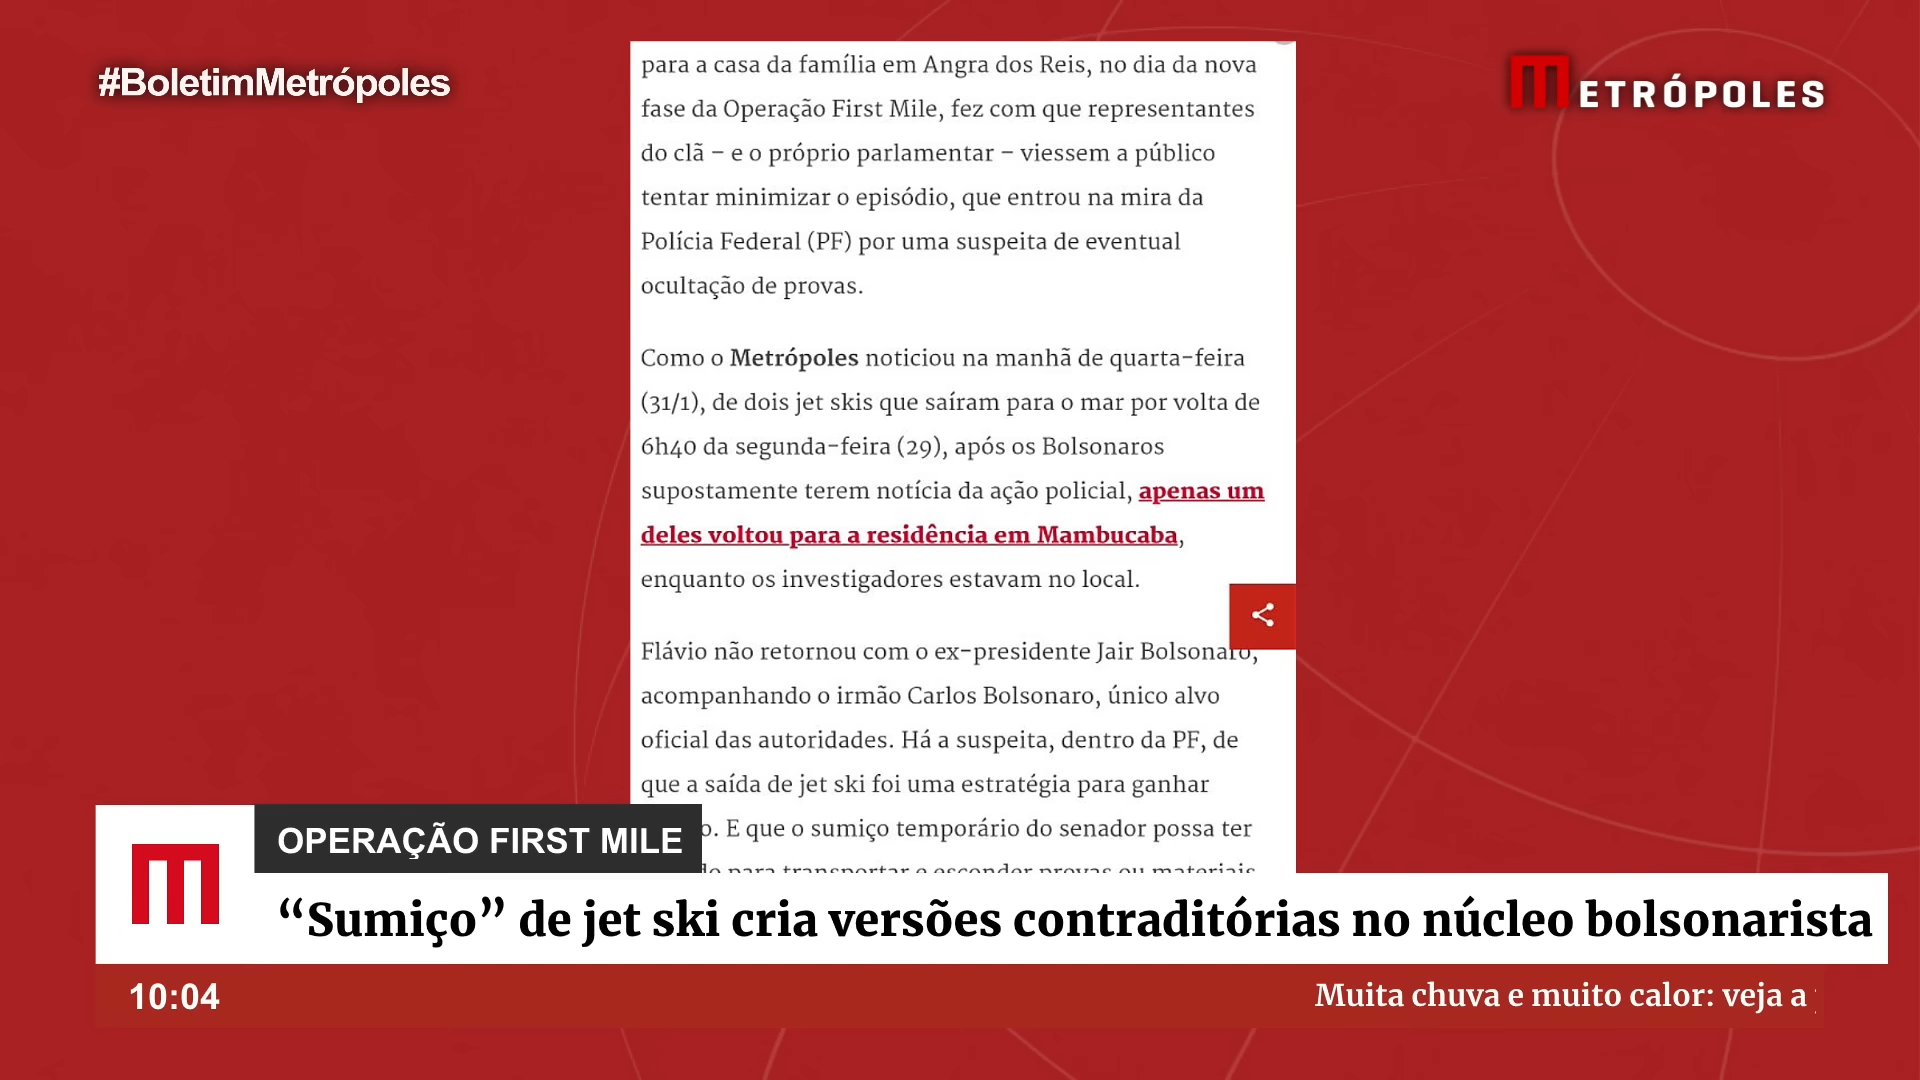 #BoletimMetrópoles
METRÓPOLES
para a casa da família em Angra dos Reis, no dia da nova
fase da Operação First Mile, fez com que representantes
do clã – e o próprio parlamentar – viessem a público
tentar minimizar o episódio, que entrou na mira da
Polícia Federal (PF) por uma suspeita de eventual
ocultação de provas.
Como o Metrópoles noticiou na manhã de quarta-feira
(31/1), de dois jet skis que saíram para o mar por volta de
6h40 da segunda-feira (29), após os Bolsonaros
supostamente terem notícia da ação policial, apenas um
deles voltou para a residência em Mambucaba,
enquanto os investigadores estavam no local.
Flávio não retornou com o ex-presidente Jair Bolsonaro,
acompanhando o irmão Carlos Bolsonaro, único alvo
oficial das autoridades. Há a suspeita, dentro da PF, de
que a saída de jet ski foi uma estratégia para ganhar
E que o sumiço temporário do senador possa ter
para transportar e esconder provas ou materiais
OPERAÇÃO FIRST MILE
“Sumiço” de jet ski cria versões contraditórias no núcleo bolsonarista
10:04
Muita chuva e muito calor: veja a